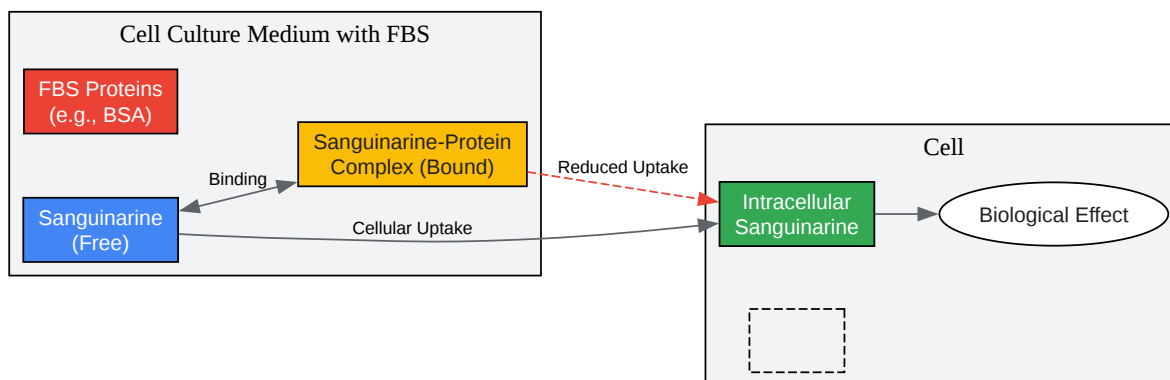 Cell Culture Medium with FBS
FBS Proteins
(e.g., BSA)
Sanguinarine-Protein
Complex (Bound)
Binding
Sanguinarine
(Free)
Reduced Uptake
Cellular Uptake
Cell
Intracellular
Sanguinarine
Biological Effect